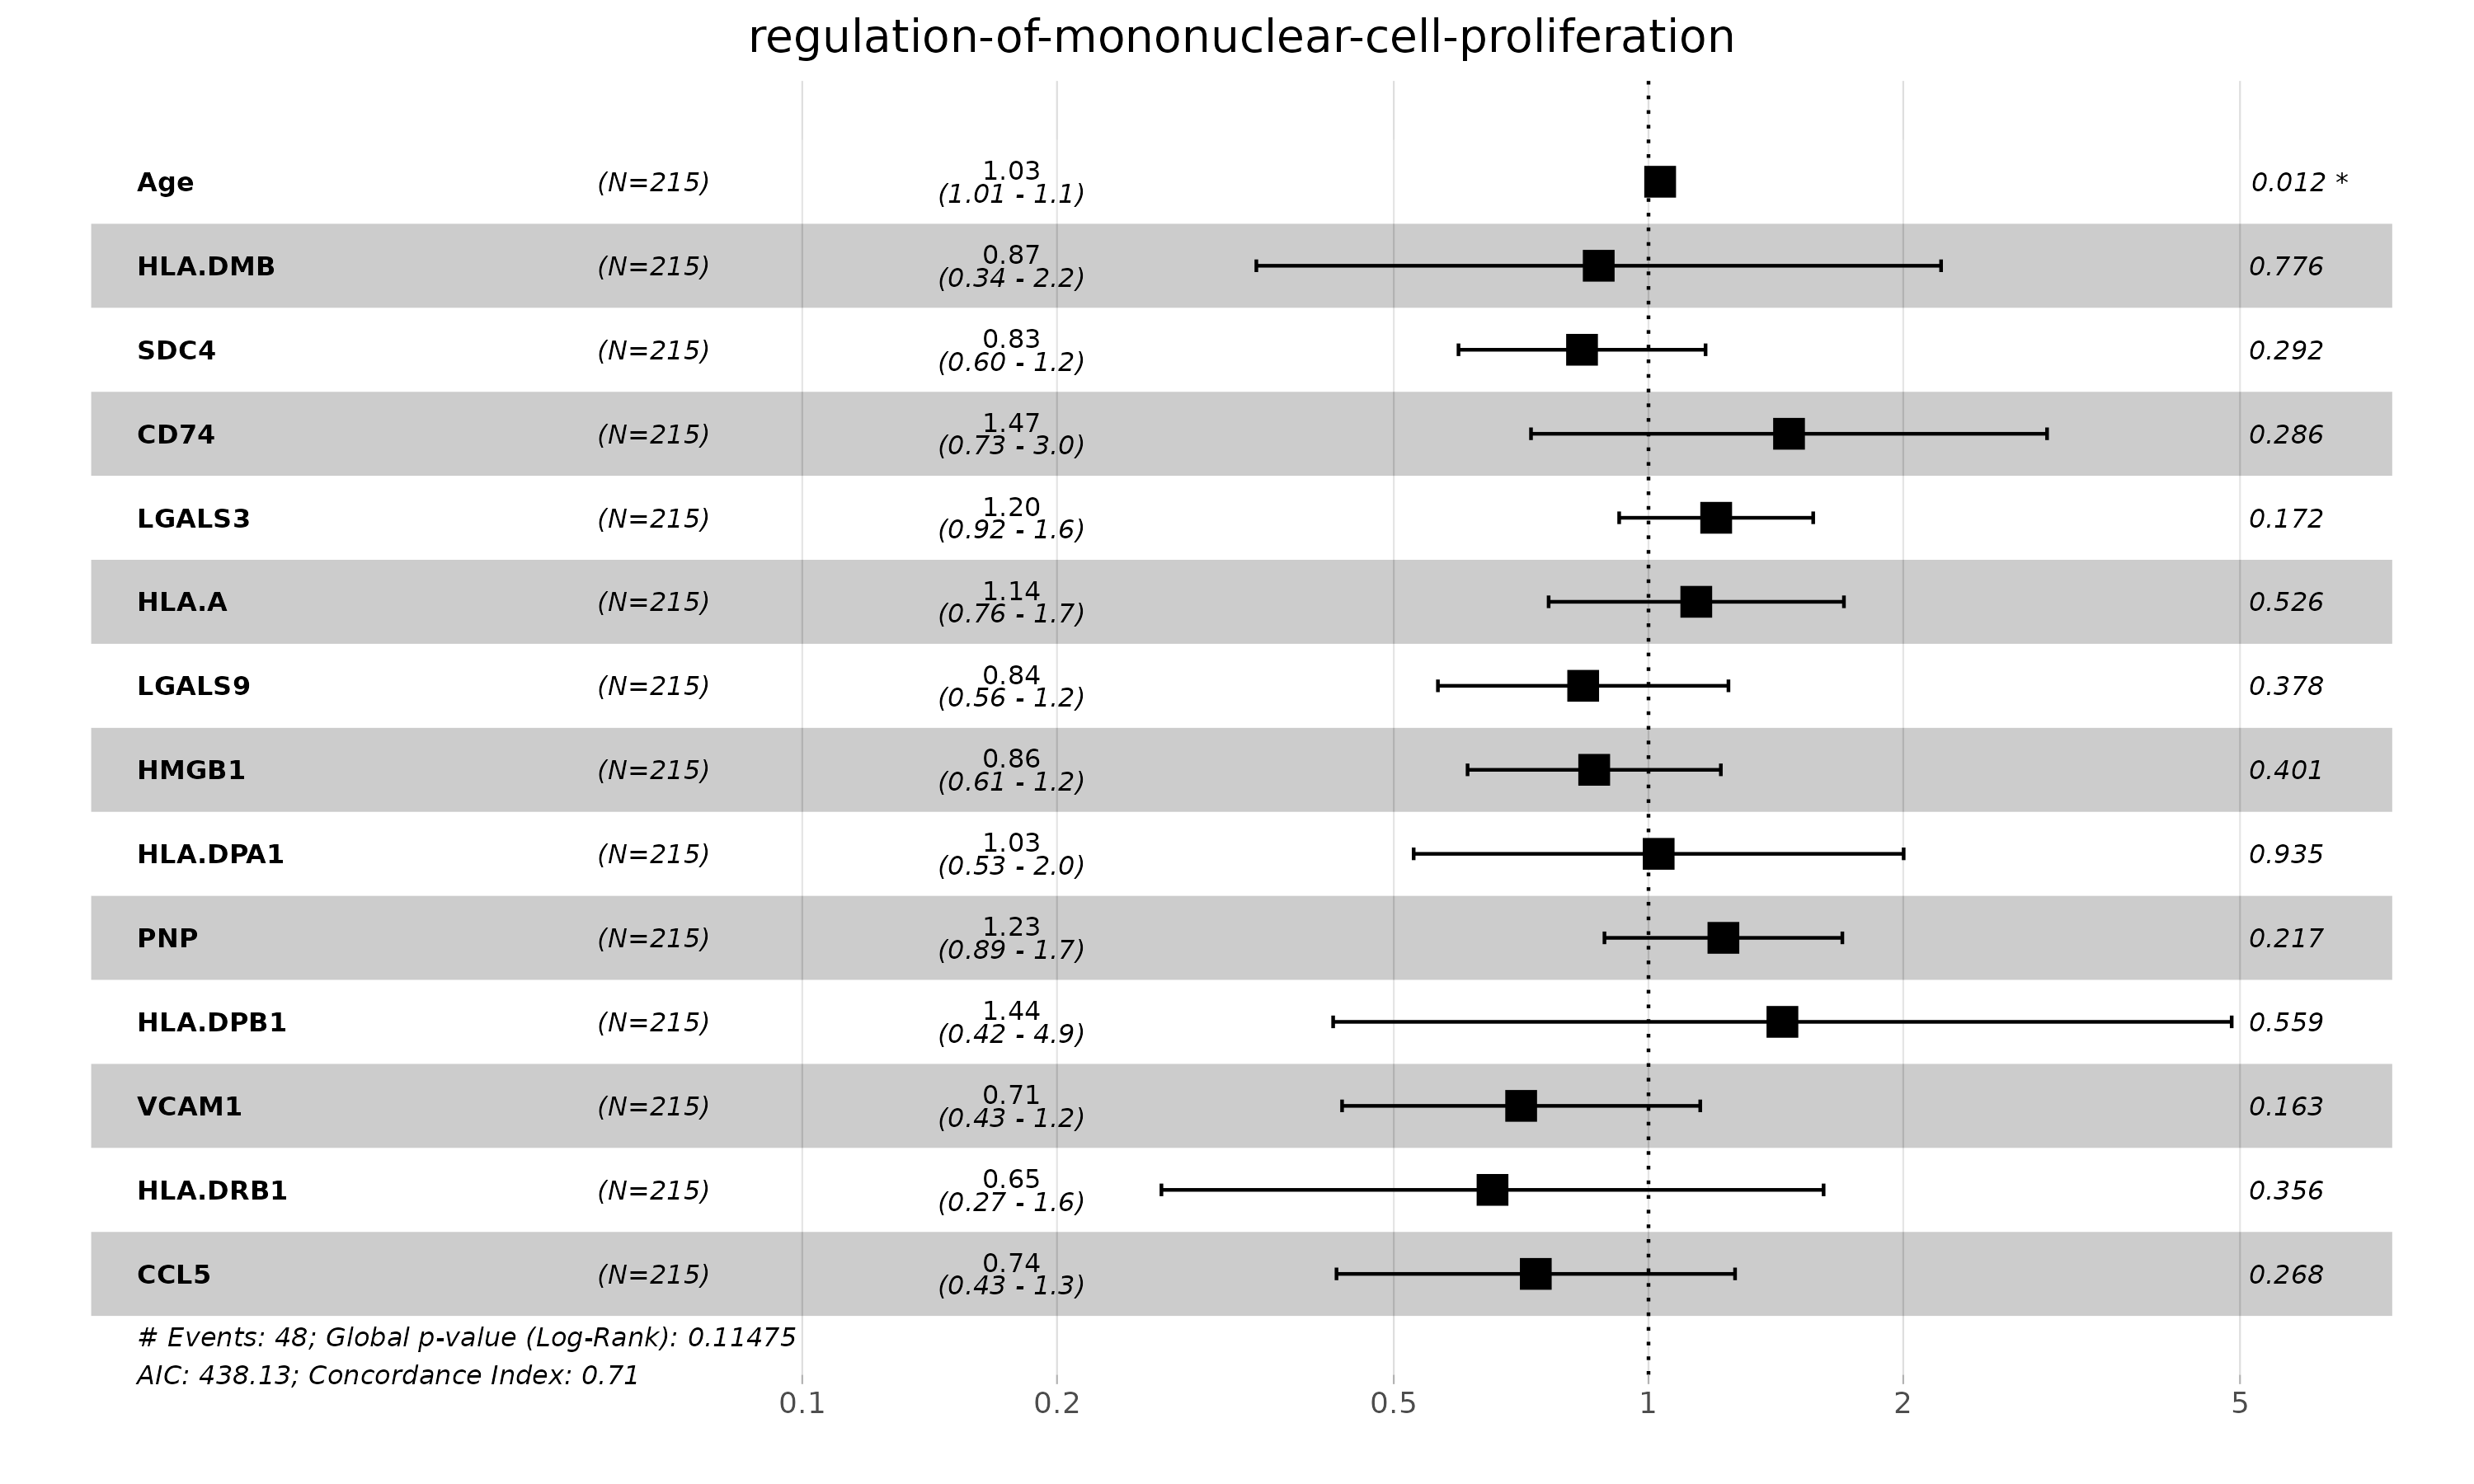 regulation-of-mononuclear-cell-proliferation
Age (N=215) 1.03 (1.01 - 1.1) 0.012 *
HLA.DMB (N=215) 0.87 (0.34 - 2.2) 0.776
SDC4 (N=215) 0.83 (0.60 - 1.2) 0.292
CD74 (N=215) 1.47 (0.73 - 3.0) 0.286
LGALS3 (N=215) 1.20 (0.92 - 1.6) 0.172
HLA.A (N=215) 1.14 (0.76 - 1.7) 0.526
LGALS9 (N=215) 0.84 (0.56 - 1.2) 0.378
HMGB1 (N=215) 0.86 (0.61 - 1.2) 0.401
HLA.DPA1 (N=215) 1.03 (0.53 - 2.0) 0.935
PNP (N=215) 1.23 (0.89 - 1.7) 0.217
HLA.DPB1 (N=215) 1.44 (0.42 - 4.9) 0.559
VCAM1 (N=215) 0.71 (0.43 - 1.2) 0.163
HLA.DRB1 (N=215) 0.65 (0.27 - 1.6) 0.356
CCL5 (N=215) 0.74 (0.43 - 1.3) 0.268
# Events: 48; Global p-value (Log-Rank): 0.11475
AIC: 438.13; Concordance Index: 0.71
0.1 0.2 0.5 1 2 5